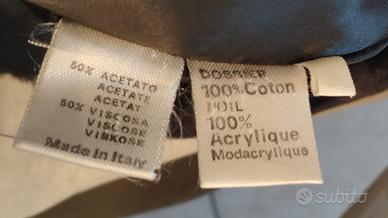 50% ACETATO
ACETATE
ACETAT
50% VISCOSA
VISCOSE
VISKOSE
Made in Italy
DOSSIER
100% Coton
POIL
100%
Acrylique
Modacrylique
subito